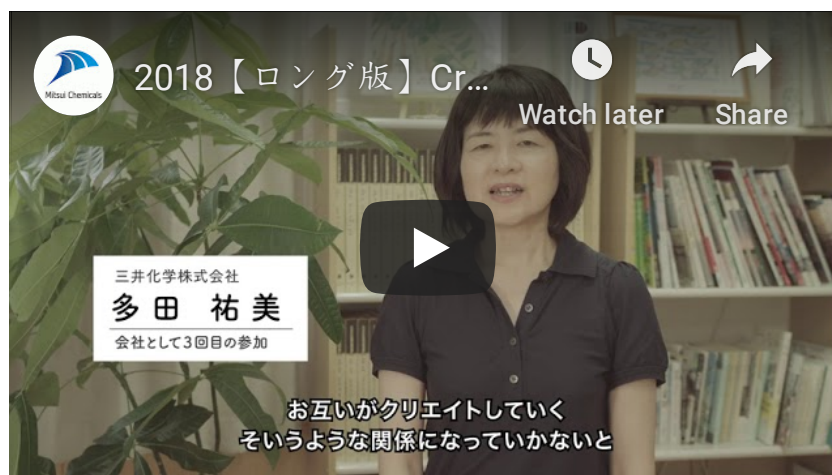 Mitsui Chemicals
2018【ロング版】Cr...
Watch later
Share
三井化学株式会社
多田 祐美
会社として3回目の参加
お互いがクリエイトしていく
そいうような関係になっていかないと